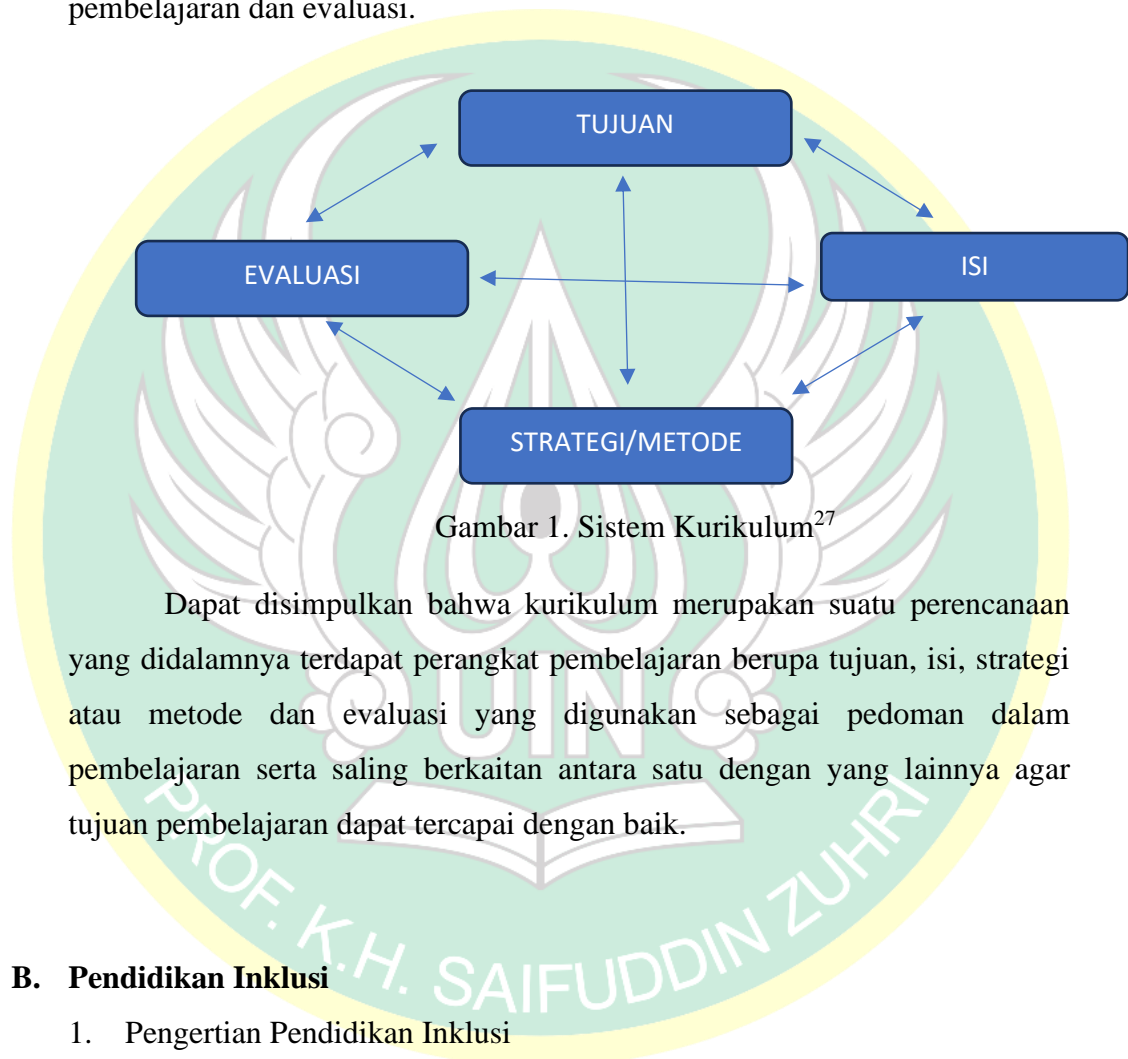 pembelajaran dan evaluasi.
TUJUAN
EVALUASI
ISI
STRATEGI/METODE
Gambar 1. Sistem Kurikulum27
Dapat disimpulkan bahwa kurikulum merupakan suatu perencanaan
yang didalamnya terdapat perangkat pembelajaran berupa tujuan, isi, strategi
atau metode dan evaluasi yang digunakan sebagai pedoman dalam
pembelajaran serta saling berkaitan antara satu dengan yang lainnya agar
tujuan pembelajaran dapat tercapai dengan baik.
UIN
PROF. K.H. SAIFUDDIN ZUHRI
B. Pendidikan Inklusi
1. Pengertian Pendidikan Inklusi